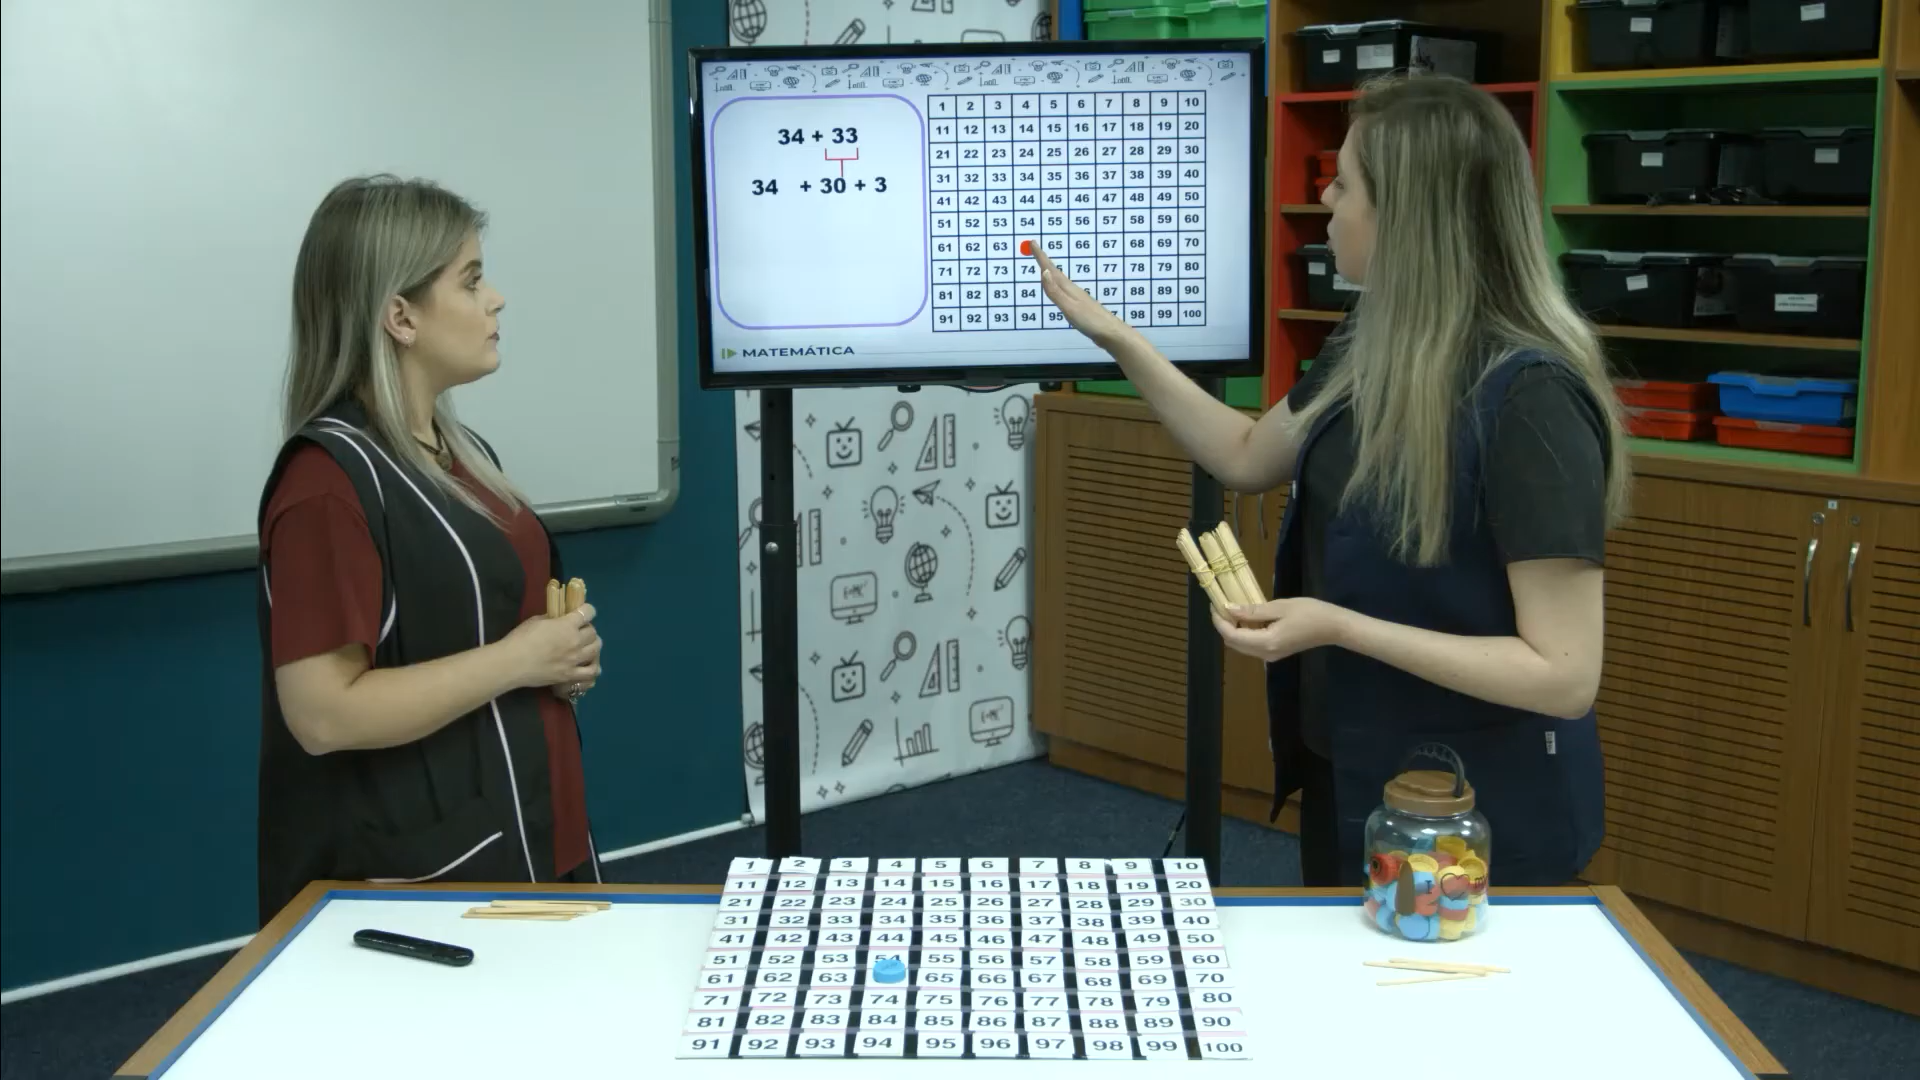 34 + 33
34 + 30 + 3
1 2 3 4 5 6 7 8 9 10
11 12 13 14 15 16 17 18 19 20
21 22 23 24 25 26 27 28 29 30
31 32 33 34 35 36 37 38 39 40
41 42 43 44 45 46 47 48 49 50
51 52 53 54 55 56 57 58 59 60
61 62 63 65 66 67 68 69 70
71 72 73 74 76 77 78 79 80
81 82 83 84 87 88 89 90
91 92 93 94 95 98 99 100
MATEMÁTICA
1 2 3 4 5 6 7 8 9 10
11 12 13 14 15 16 17 18 19 20
21 22 23 24 25 26 27 28 29 30
31 32 33 34 35 36 37 38 39 40
41 42 43 44 45 46 47 48 49 50
51 52 53 54 55 56 57 58 59 60
61 62 63 65 66 67 68 69 70
71 72 73 74 75 76 77 78 79 80
81 82 83 84 85 86 87 88 89 90
91 92 93 94 95 96 97 98 99 100